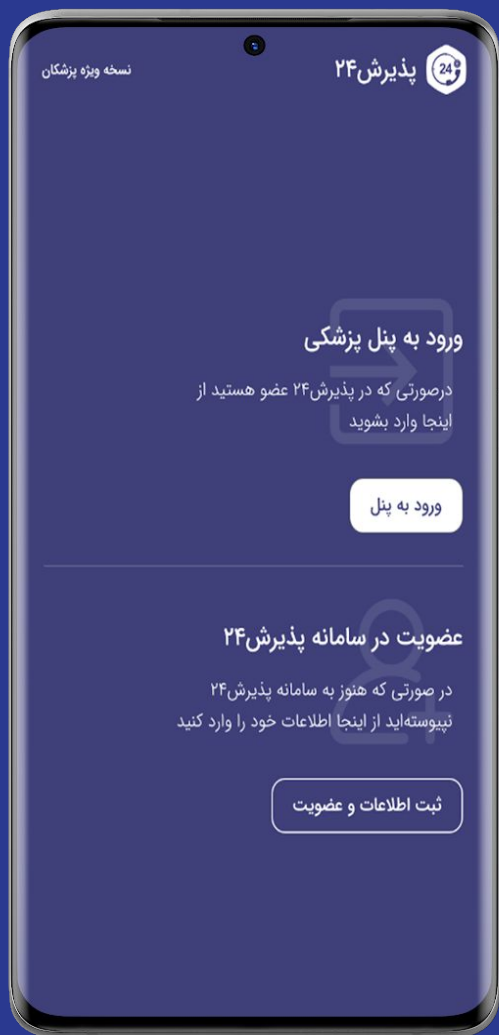 پذیرش۲۴
24
نسخه ویژه پزشکان
ورود به پنل پزشکی
درصورتی که در پذیرش۲۴ عضو هستید از
اینجا وارد بشوید
ورود به پنل
عضویت در سامانه پذیرش۲۴
در صورتی که هنوز به سامانه پذیرش۲۴
نپیوسته‌اید از اینجا اطلاعات خود را وارد کنید
ثبت اطلاعات و عضویت